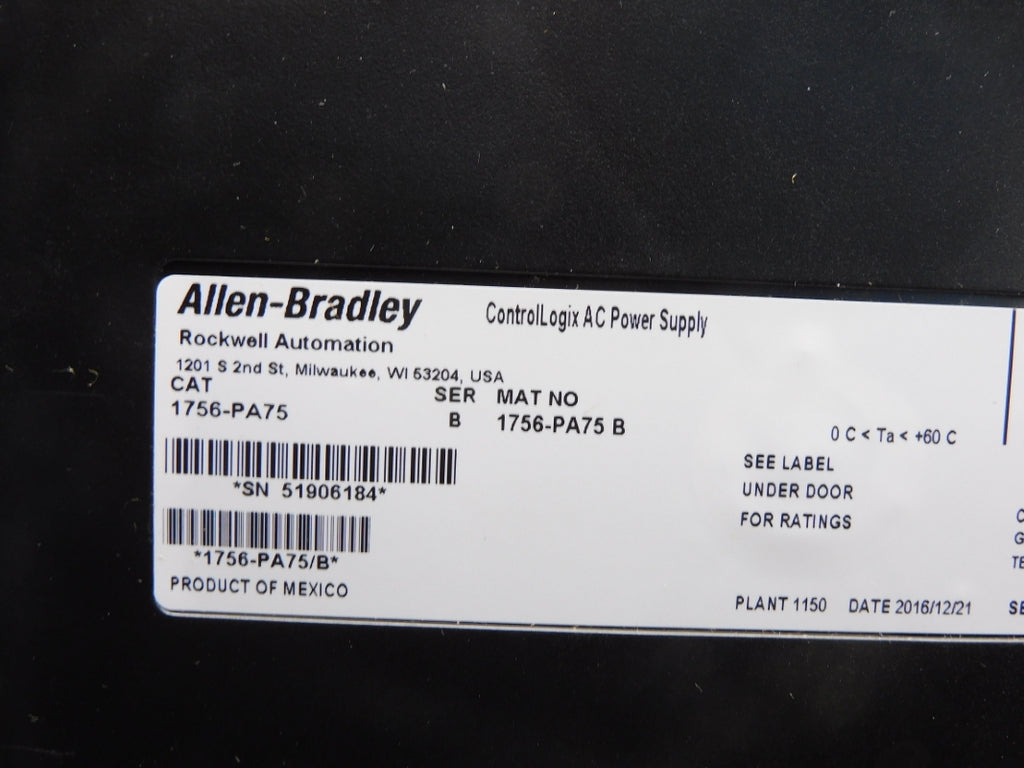 Allen-Bradley
ControlLogix AC Power Supply
Rockwell Automation
1201 S 2nd St, Milwaukee, WI 53204, USA
CAT SER MAT NO
1756-PA75 B 1756-PA75 B
0 C < Ta < +60 C
SEE LABEL
UNDER DOOR
FOR RATINGS
*SN 51906184*
*1756-PA75/B*
PRODUCT OF MEXICO
PLANT 1150 DATE 2016/12/21